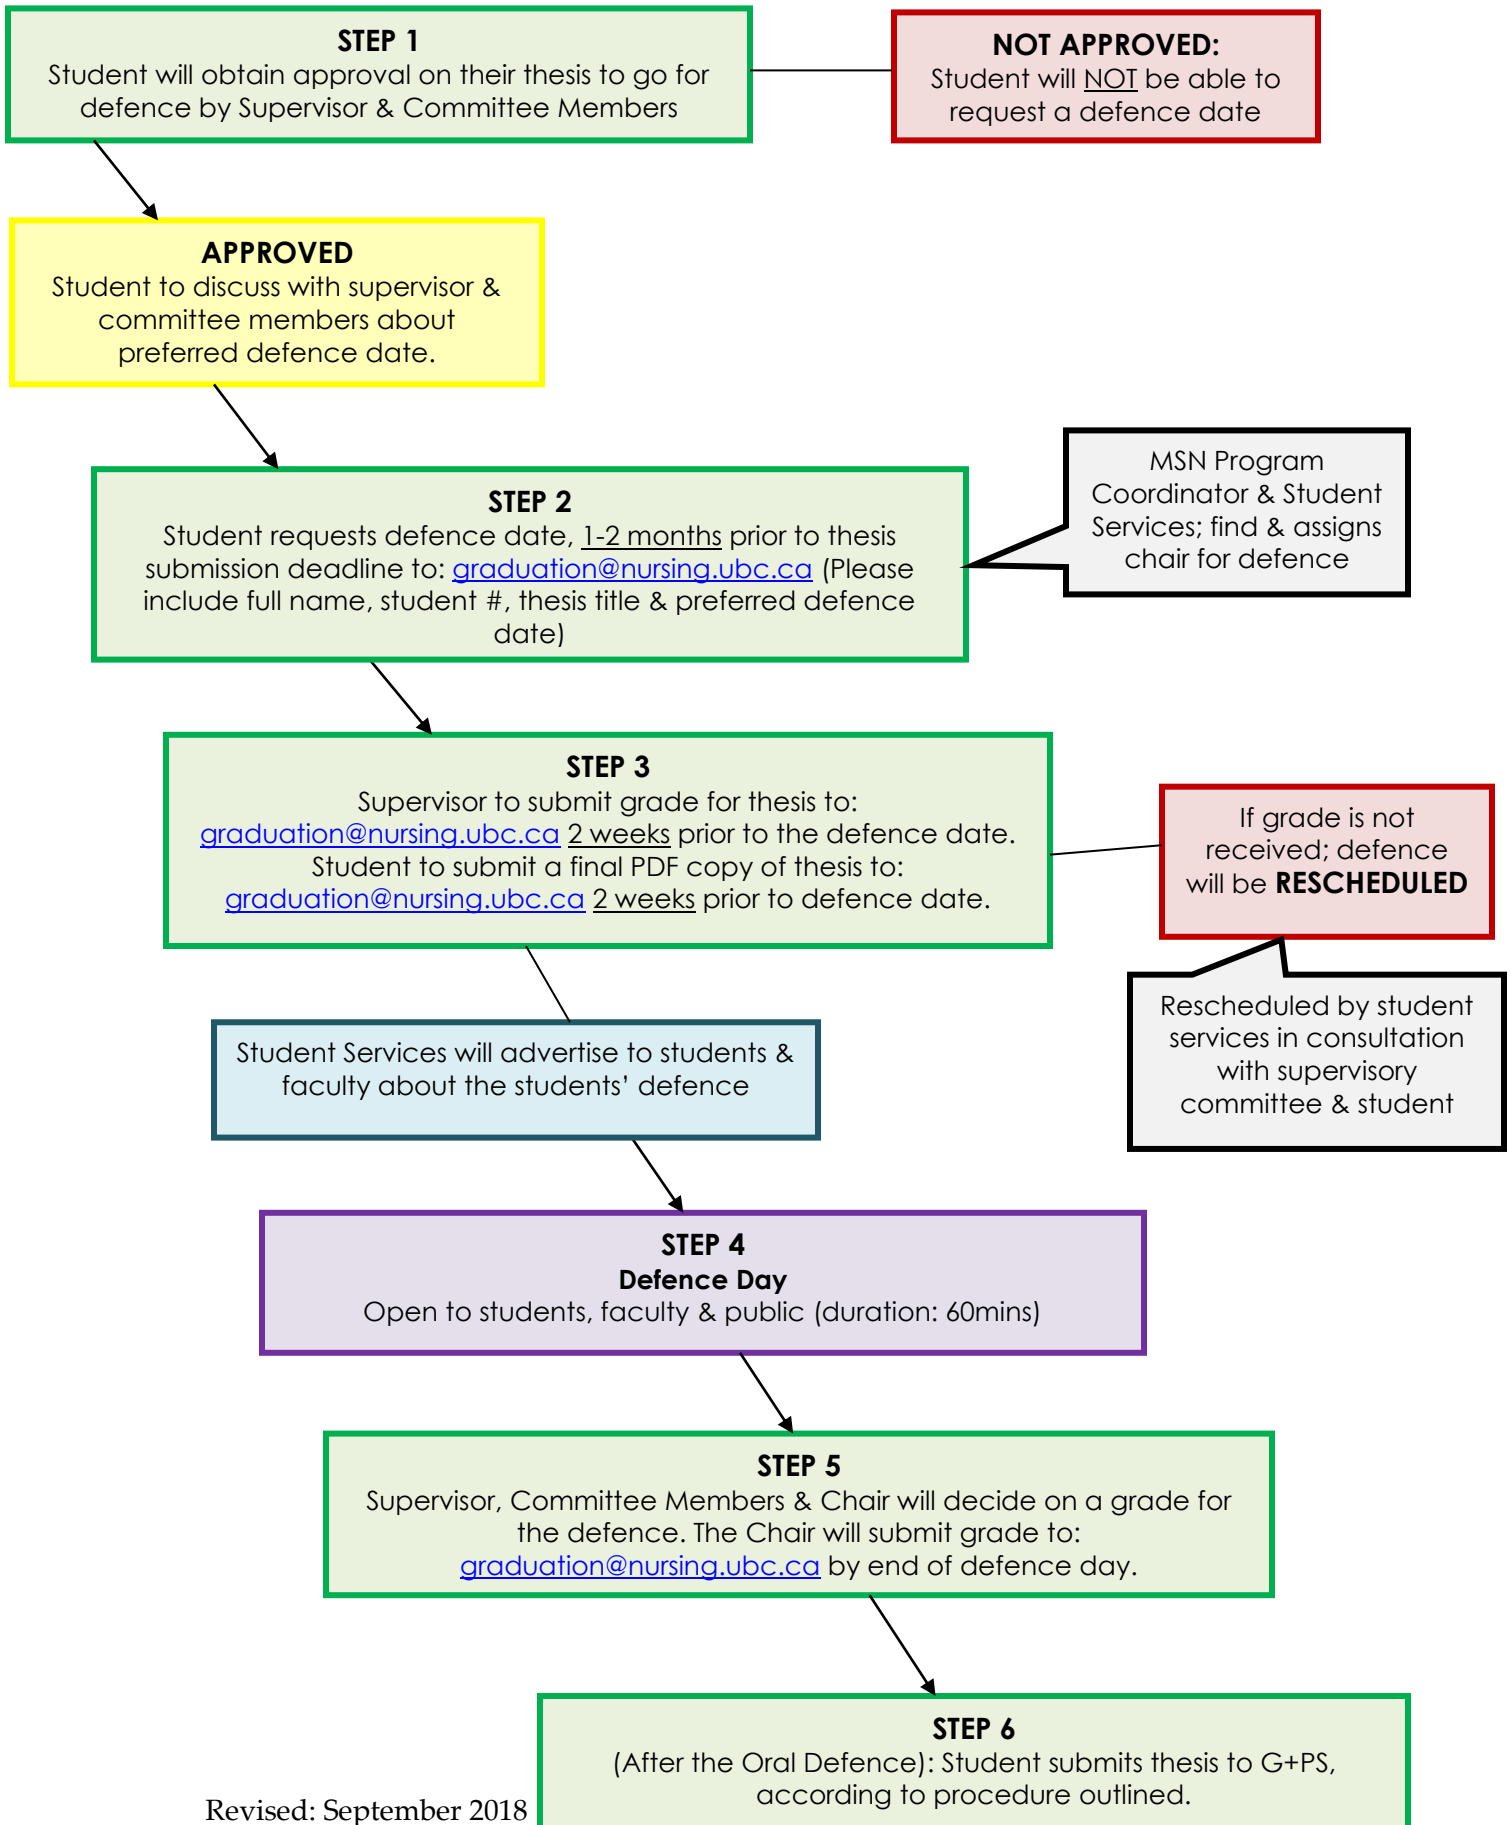 STEP 1
Student will obtain approval on their thesis to go for
defence by Supervisor & Committee Members
NOT APPROVED:
Student will NOT be able to
request a defence date
APPROVED
Student to discuss with supervisor &
committee members about
preferred defence date.
MSN Program
Coordinator & Student
Services; find & assigns
chair for defence
STEP 2
Student requests defence date, 1-2 months prior to thesis
submission deadline to: graduation@nursing.ubc.ca (Please
include full name, student #, thesis title & preferred defence
date)
STEP 3
Supervisor to submit grade for thesis to:
graduation@nursing.ubc.ca 2 weeks prior to the defence date.
Student to submit a final PDF copy of thesis to:
graduation@nursing.ubc.ca 2 weeks prior to defence date.
If grade is not
received; defence
will be RESCHEDULED
Rescheduled by student
services in consultation
with supervisory
committee & student
Student Services will advertise to students &
faculty about the students’ defence
STEP 4
Defence Day
Open to students, faculty & public (duration: 60mins)
STEP 5
Supervisor, Committee Members & Chair will decide on a grade for
the defence. The Chair will submit grade to:
graduation@nursing.ubc.ca by end of defence day.
STEP 6
(After the Oral Defence): Student submits thesis to G+PS,
according to procedure outlined.
Revised: September 2018